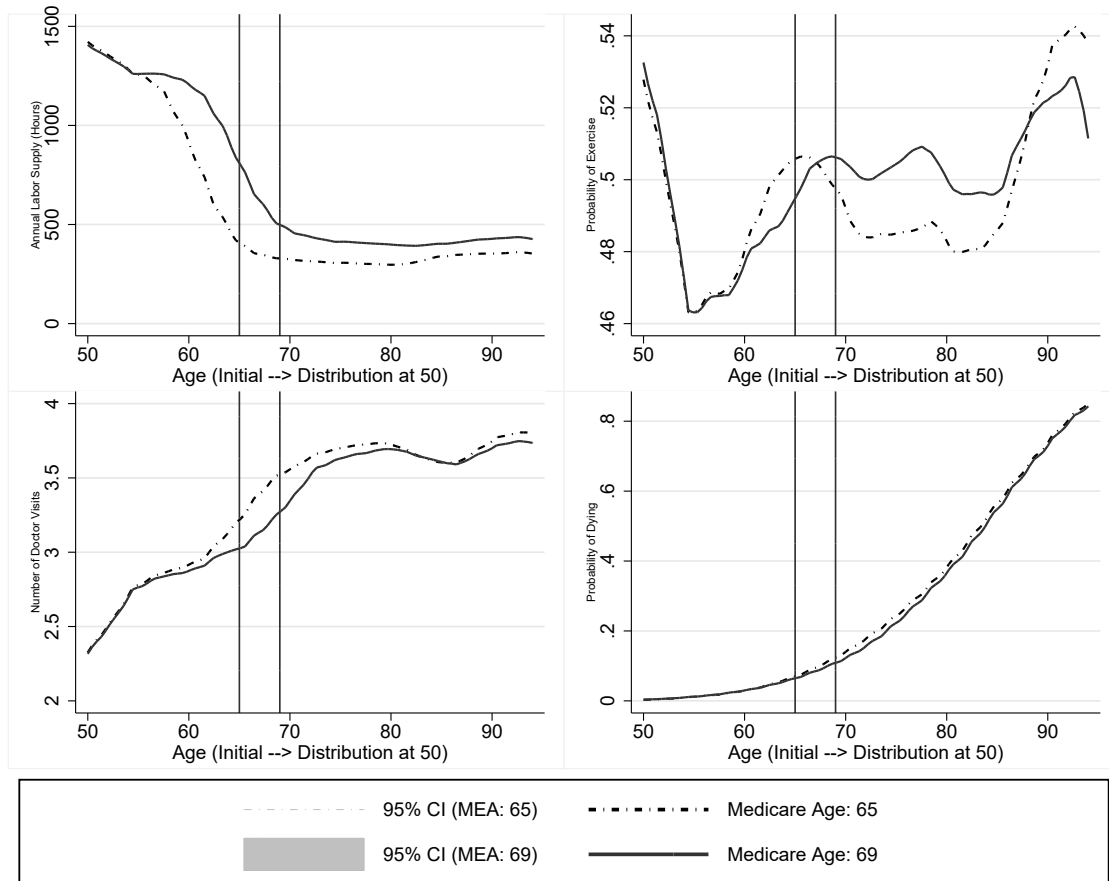 Annual Labor Supply (Hours)
1500
1000
500
0
50 60 70 80 90
Age (Initial --> Distribution at 50)
Probability of Exercise
.54
.52
.5
.48
.46
50 60 70 80 90
Age (Initial --> Distribution at 50)
Number of Doctor Visits
4
3.5
3
2.5
2
50 60 70 80 90
Age (Initial --> Distribution at 50)
Probability of Dying
.8
.6
.4
.2
0
50 60 70 80 90
Age (Initial --> Distribution at 50)
95% CI (MEA: 65) Medicare Age: 65
95% CI (MEA: 69) Medicare Age: 69